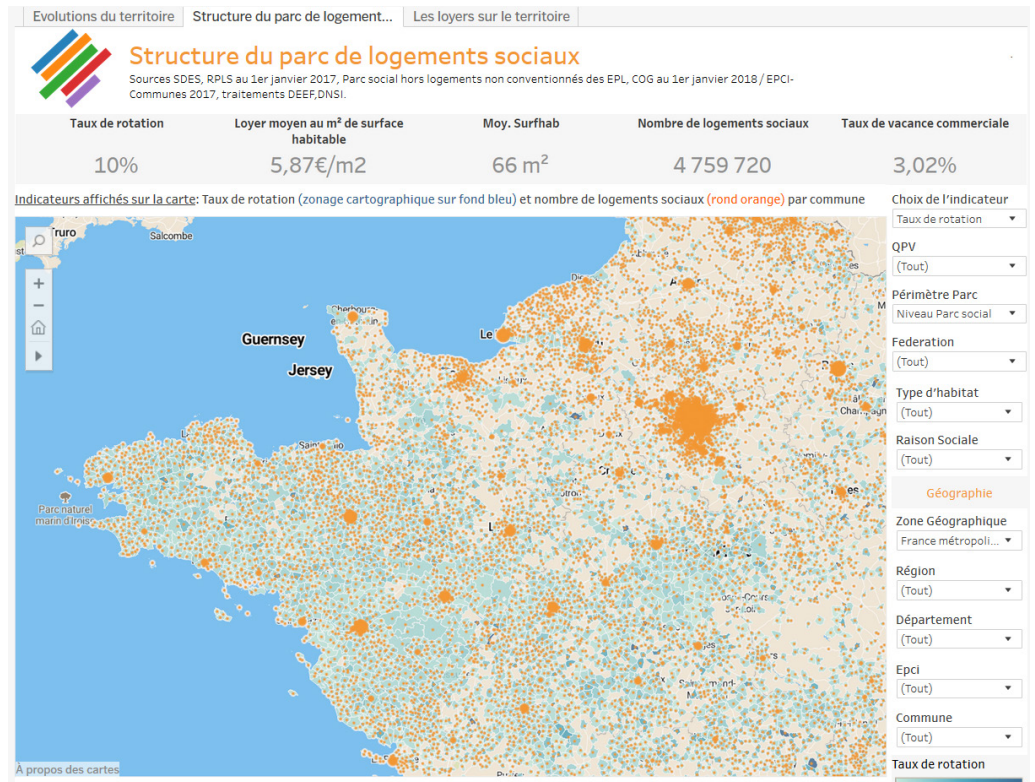 Evolutions du territoire
Structure du parc de logement...
Les loyers sur le territoire
Structure du parc de logements sociaux
Sources SDES, RPLS au 1er janvier 2017, Parc social hors logements non conventionnés des EPL, COG au 1er janvier 2018 / EPCI-
Communes 2017, traitements DEEF,DNSI.
Taux de rotation
10%
Loyer moyen au m² de surface
habitable
5,87€/m2
Moy. Surfhab
66 m²
Nombre de logements sociaux
4 759 720
Taux de vacance commerciale
3,02%
Indicateurs affichés sur la carte: Taux de rotation (zonage cartographique sur fond bleu) et nombre de logements sociaux (rond orange) par commune
Truro
Salcombe
Guernsey
Jersey
Parc naturel
À propos des cartes
Choix de l'indicateur
Taux de rotation
QPV
(Tout)
Périmètre Parc
Niveau Parc social
Federation
(Tout)
Type d'habitat
(Tout)
Raison Sociale
(Tout)
Géographie
Zone Géographique
France métropoli...
Région
(Tout)
Département
(Tout)
Epci
(Tout)
Commune
(Tout)
Taux de rotation